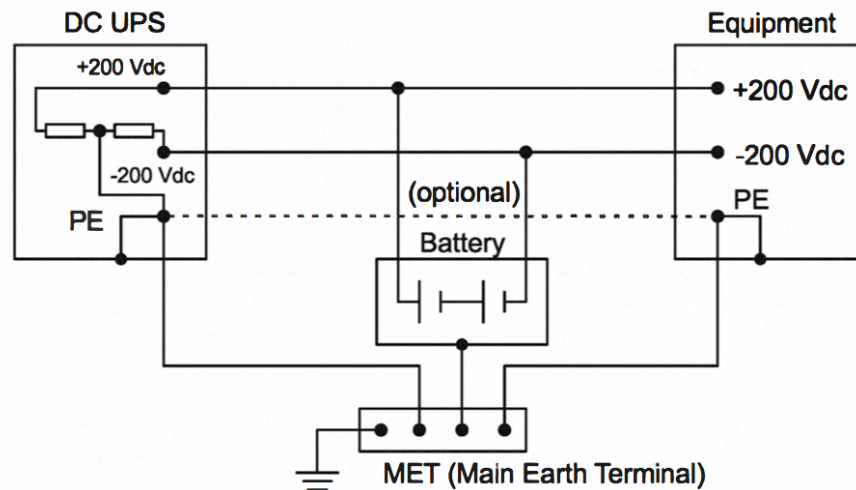 DC UPS
Equipment
+200 Vdc
+200 Vdc
-200 Vdc
-200 Vdc
(optional)
PE
PE
Battery
MET (Main Earth Terminal)